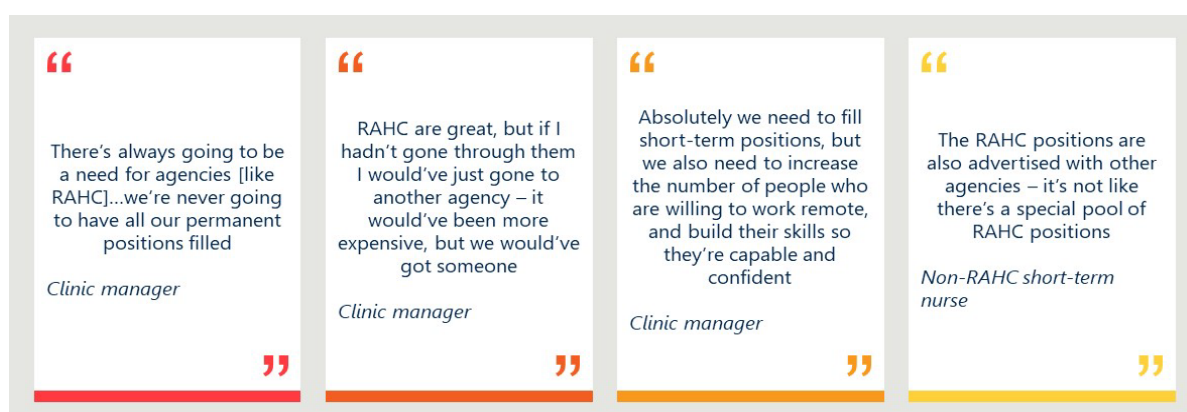 “
There’s always going to be
a need for agencies [like
RAHC]...we’re never going
to have all our permanent
positions filled
Clinic manager
”
“
RAHC are great, but if I
hadn’t gone through them
I would’ve just gone to
another agency – it
would’ve been more
expensive, but we would’ve
got someone
Clinic manager
”
“
Absolutely we need to fill
short-term positions, but
we also need to increase
the number of people who
are willing to work remote,
and build their skills so
they’re capable and
confident
Clinic manager
”
“
The RAHC positions are
also advertised with other
agencies – it’s not like
there’s a special pool of
RAHC positions
Non-RAHC short-term
nurse
”